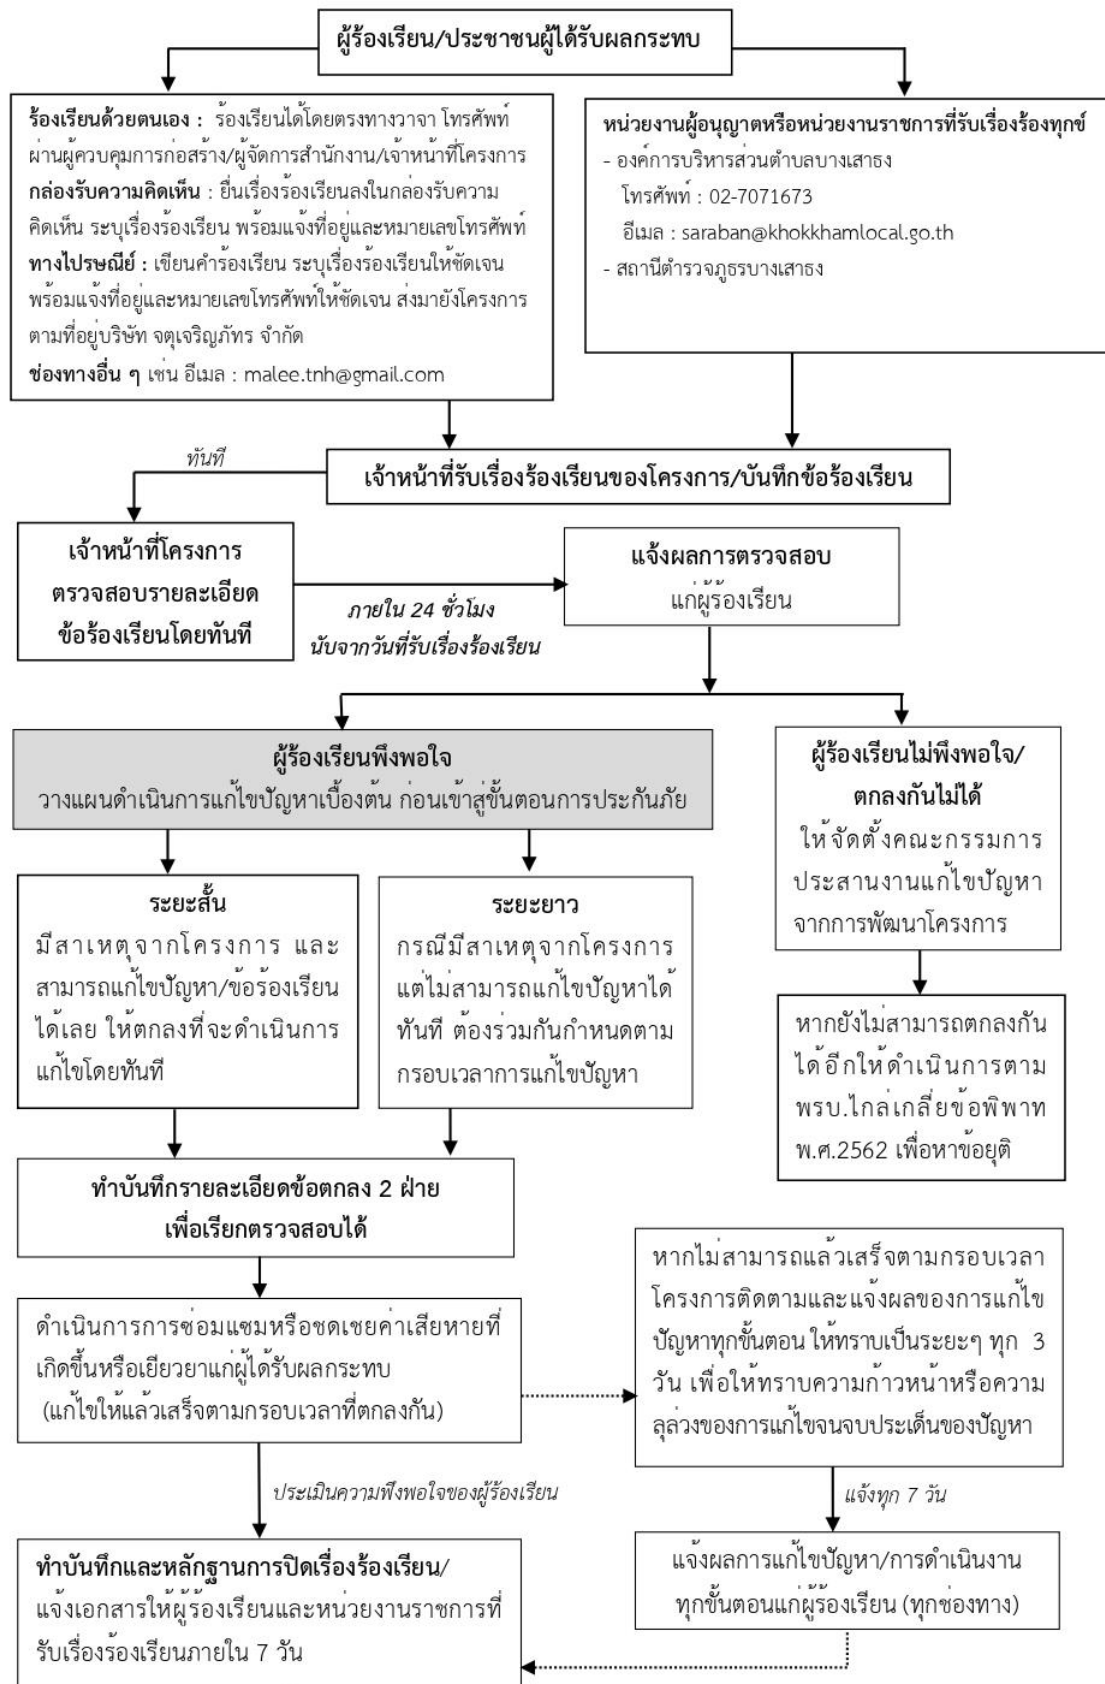 ผู้ร้องเรียน/ประชาชนผู้ได้รับผลกระทบ
ร้องเรียนด้วยตนเอง : ร้องเรียนได้โดยตรงทางวาจา โทรศัพท์
ผ่านผู้ควบคุมการก่อสร้าง/ผู้จัดการสำนักงาน/เจ้าหน้าที่โครงการ
กล่องรับความคิดเห็น : ยื่นเรื่องร้องเรียนลงในกล่องรับความ
คิดเห็น ระบุเรื่องร้องเรียน พร้อมแจ้งที่อยู่และหมายเลขโทรศัพท์
ทางไปรษณีย์ : เขียนคำร้องเรียน ระบุเรื่องร้องเรียนให้ชัดเจน
พร้อมแจ้งที่อยู่และหมายเลขโทรศัพท์ให้ชัดเจน ส่งมายังโครงการ
ตามที่อยู่บริษัท จตุเจริญภัทร จำกัด
ช่องทางอื่น ๆ เช่น อีเมล : malee.tnh@gmail.com
หน่วยงานผู้อนุญาตหรือหน่วยงานราชการที่รับเรื่องร้องทุกข์
- องค์การบริหารส่วนตำบลบางเสาธง
โทรศัพท์ : 02-7071673
อีเมล : saraban@khokkhamlocal.go.th
- สถานีตำรวจภูธรบางเสาธง
ทันที
เจ้าหน้าที่รับเรื่องร้องเรียนของโครงการ/บันทึกข้อร้องเรียน
เจ้าหน้าที่โครงการ
ตรวจสอบรายละเอียด
ข้อร้องเรียนโดยทันที
ภายใน 24 ชั่วโมง
นับจากวันที่รับเรื่องร้องเรียน
แจ้งผลการตรวจสอบ
แก่ผู้ร้องเรียน
ผู้ร้องเรียนพึงพอใจ
วางแผนดำเนินการแก้ไขปัญหาเบื้องต้น ก่อนเข้าสู่ขั้นตอนการประกันภัย
ผู้ร้องเรียนไม่พึงพอใจ/
ตกลงกันไม่ได้
ให้จัดตั้งคณะกรรมการ
ประสานงานแก้ไขปัญหา
จากการพัฒนาโครงการ
ระยะสั้น
มีสาเหตุจากโครงการ และ
สามารถแก้ไขปัญหา/ข้อร้องเรียน
ได้เลย ให้ตกลงที่จะดำเนินการ
แก้ไขโดยทันที
ระยะยาว
กรณีมีสาเหตุจากโครงการ
แต่ไม่สามารถแก้ไขปัญหาได้
ทันที ต้องร่วมกันกำหนดตาม
กรอบเวลาการแก้ไขปัญหา
หากยังไม่สามารถตกลงกัน
ได้อีกให้ดำเนินการตาม
พรบ.ไกล่เกลี่ยข้อพิพาท
พ.ศ.2562 เพื่อหาข้อยุติ
ทำบันทึกรายละเอียดข้อตกลง 2 ฝ่าย
เพื่อเรียกตรวจสอบได้
ดำเนินการการซ่อมแซมหรือชดเชยค่าเสียหายที่
เกิดขึ้นหรือเยียวยาแก่ผู้ได้รับผลกระทบ
(แก้ไขให้แล้วเสร็จตามกรอบเวลาที่ตกลงกัน)
หากไม่สามารถแล้วเสร็จตามกรอบเวลา
โครงการติดตามและแจ้งผลของการแก้ไข
ปัญหาทุกขั้นตอน ให้ทราบเป็นระยะๆ ทุก 3
วัน เพื่อให้ทราบความก้าวหน้าหรือความ
ลุล่วงของการแก้ไขจนจบประเด็นของปัญหา
ประเมินความพึงพอใจของผู้ร้องเรียน
แจ้งทุก 7 วัน
ทำบันทึกและหลักฐานการปิดเรื่องร้องเรียน/
แจ้งเอกสารให้ผู้ร้องเรียนและหน่วยงานราชการที่
รับเรื่องร้องเรียนภายใน 7 วัน
แจ้งผลการแก้ไขปัญหา/การดำเนินงาน
ทุกขั้นตอนแก่ผู้ร้องเรียน (ทุกช่องทาง)